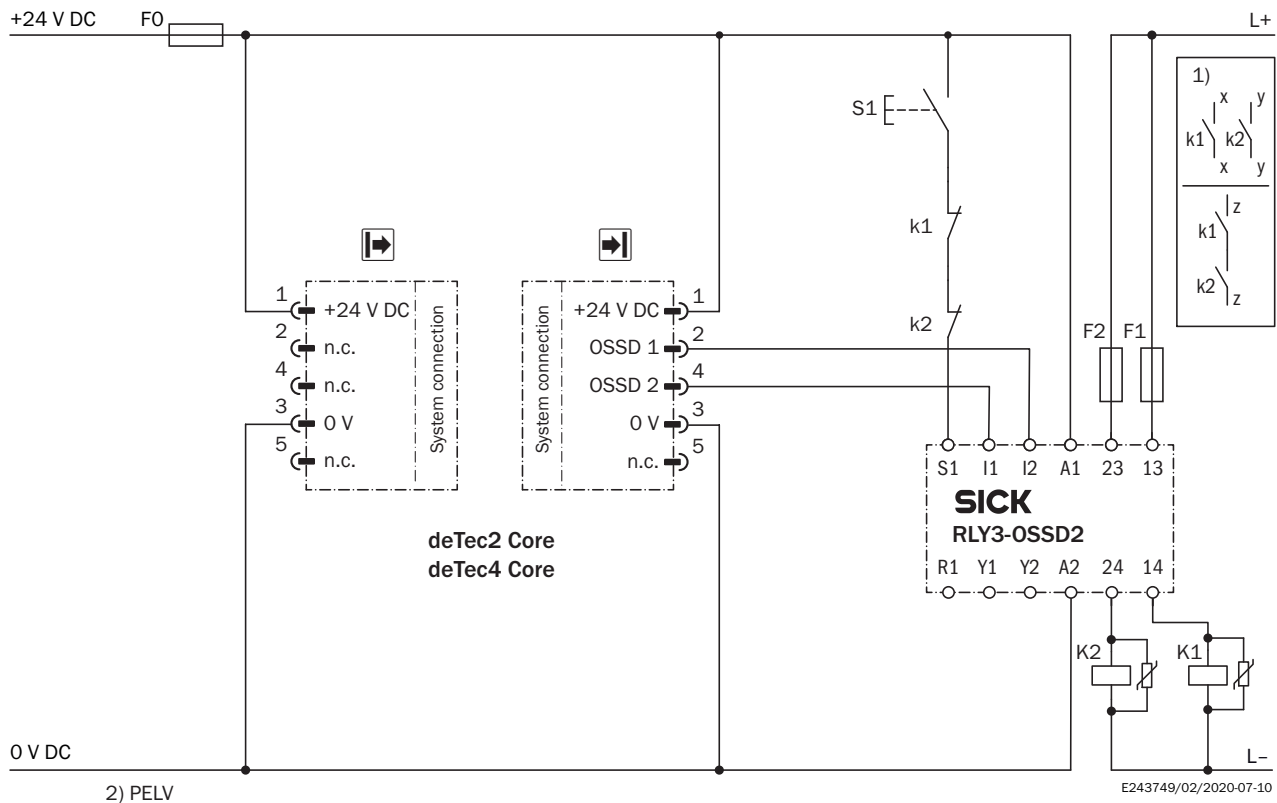 +24 V DC F0 L+
1)
x y
k1 k2
x y
z
k1
k2
z
S1
k1
k2
F2 F1
1 +24 V DC
2 n.c.
4 n.c.
3 0 V
5 n.c.
System connection
System connection
+24 V DC 1
OSSD 1 2
OSSD 2 4
0 V 3
n.c. 5
deTec2 Core
deTec4 Core
S1 I1 I2 A1 23 13
SICK
RLY3-OSSD2
R1 Y1 Y2 A2 24 14
K2 K1
0 V DC L–
2) PELV
E243749/02/2020-07-10